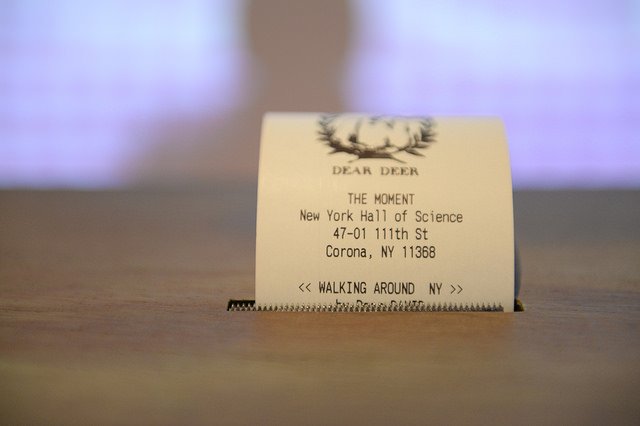 DEAR DEER
THE MOMENT
New York Hall of Science
47-01 111th St
Corona, NY 11368
<< WALKING AROUND NY >>
by